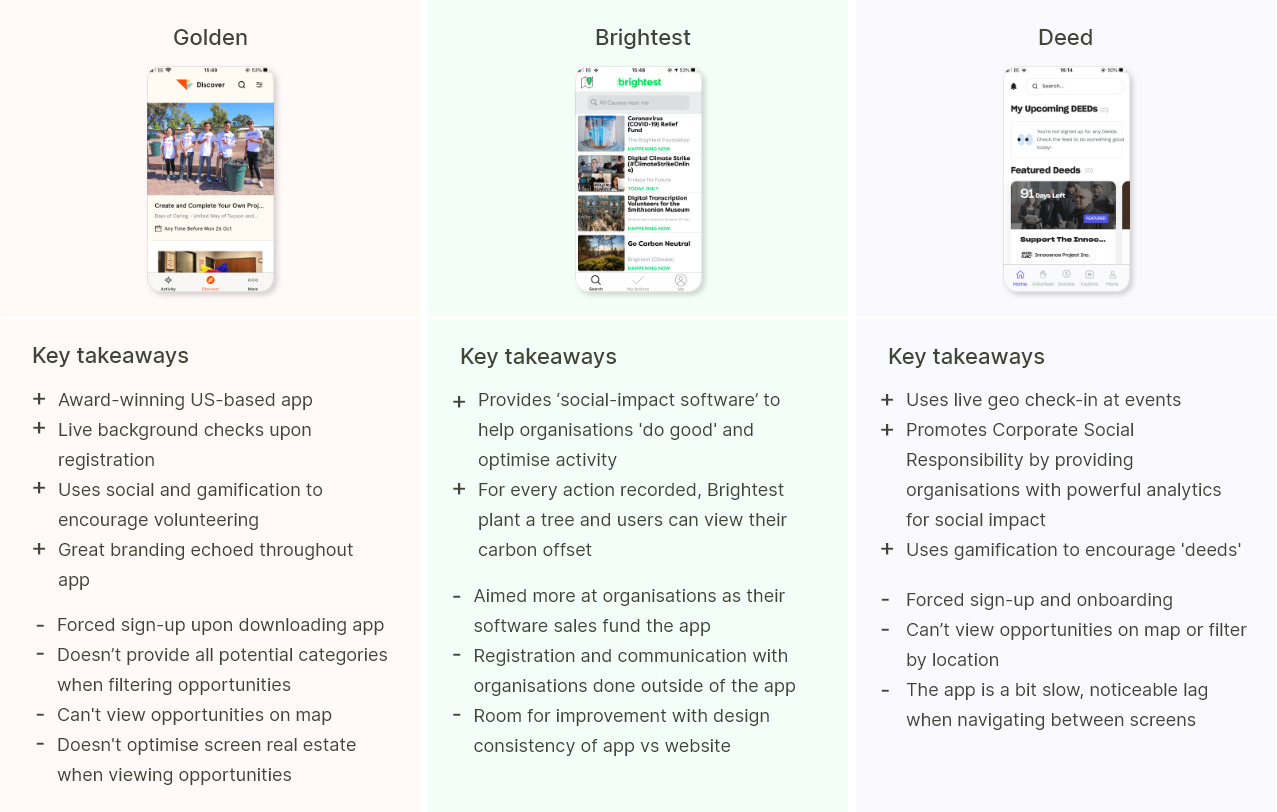 Golden
15:49
53%
Discover
Create and Complete Your Own Proj...
Days of Caring - United Way of Tucson and...
Any Time Before Mon 26 Oct
Activity
Discover
More
Brightest
15:48
53%
brightest
All Causes near me
Coronavirus
(COVID-19) Relief
Fund
The Brightest Foundation
HAPPENING NOW
Digital Climate Strike
(#ClimateStrikeOnlin
e)
Fridays for Future
TODAY ONLY
Digital Transcription
Volunteers for the
Smithsonian Museum
HAPPENING NOW
Go Carbon Neutral
Brightest (Climate)
HAPPENING NOW
Search
My Actions
Me
Deed
16:14
50%
Search...
My Upcoming DEEDs (0)
You're not signed up for any Deeds.
Check the feed to do something good
today!
Featured Deeds
91 Days Left
FEATURED
Support The Innoc...
Innocence Project Inc.
Home
Volunteer
Donate
Explore
Menu
Key takeaways
+ Award-winning US-based app
+ Live background checks upon
registration
+ Uses social and gamification to
encourage volunteering
+ Great branding echoed throughout
app
- Forced sign-up upon downloading app
- Doesn’t provide all potential categories
when filtering opportunities
- Can't view opportunities on map
- Doesn't optimise screen real estate
when viewing opportunities
Key takeaways
+ Provides ‘social-impact software’ to
help organisations 'do good' and
optimise activity
+ For every action recorded, Brightest
plant a tree and users can view their
carbon offset
- Aimed more at organisations as their
software sales fund the app
- Registration and communication with
organisations done outside of the app
- Room for improvement with design
consistency of app vs website
Key takeaways
+ Uses live geo check-in at events
+ Promotes Corporate Social
Responsibility by providing
organisations with powerful analytics
for social impact
+ Uses gamification to encourage 'deeds'
- Forced sign-up and onboarding
- Can’t view opportunities on map or filter
by location
- The app is a bit slow, noticeable lag
when navigating between screens